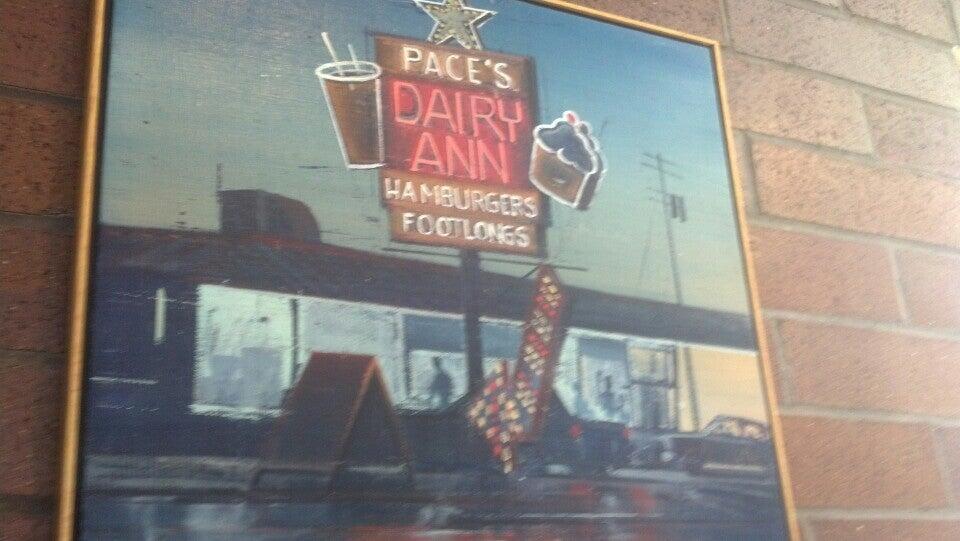 PACE'S
DAIRY
ANN
HAMBURGERS
FOOTLONGS